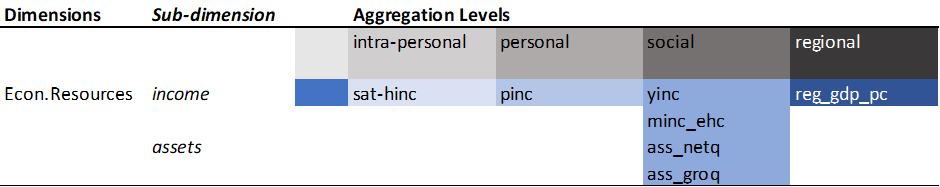 Dimensions Sub-dimension Aggregation Levels
intra-personal personal social regional
Econ.Resources income sat-hinc pinc yinc reg_gdp_pc
minc_ehc
assets ass_netq
ass_groq